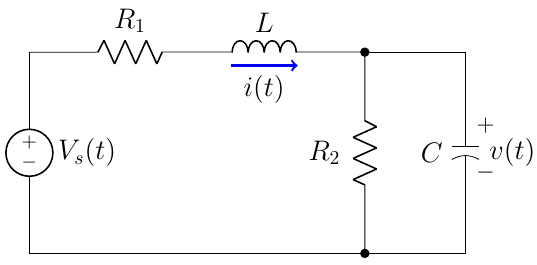 R₁
L
i(t)
+
−
Vₛ(t)
R₂
C
+
v(t)
−